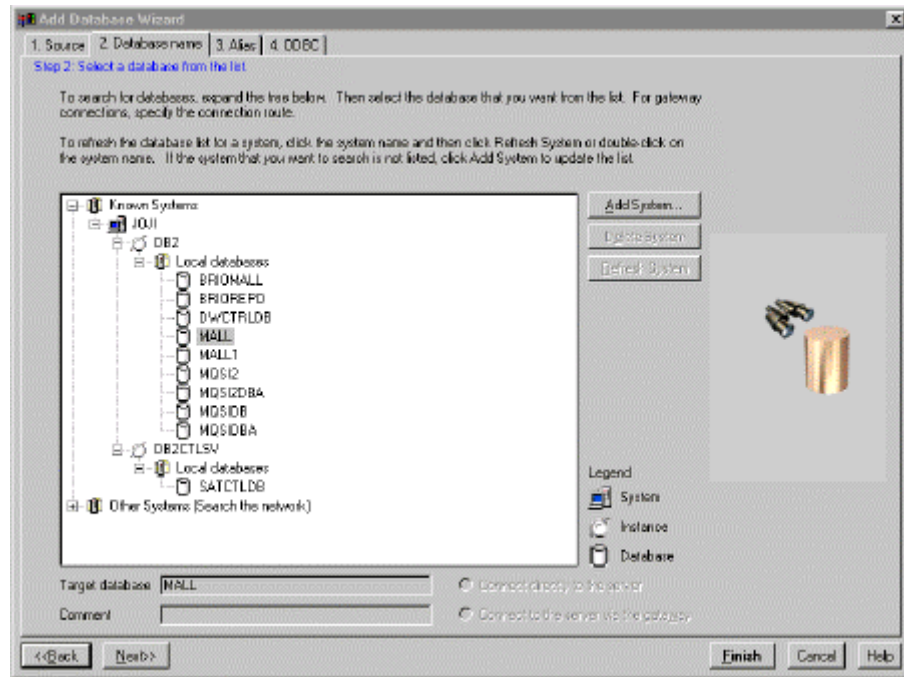 Add Database Wizard
1. Source 2. Database name 3. Alias 4. ODBC
Step 2: Select a database from the list.
To search for databases, expand the tree below. Then select the database that you want from the list. For gateway
connections, specify the connection route.
To refresh the database list for a system, click the system name and then click Refresh System or double-click on
the system name. If the system that you want to search is not listed, click Add System to update the list.
Known Systems
JOJI
DB2
Local databases
BRIOMALL
BRIOREPO
DWCTRLDB
MALL
MALL1
MQSI2
MQSI2DBA
MQSIDB
MQSIDBA
DB2CTLSV
Local databases
SATCTLDB
Other Systems (Search the network)
Add System...
Delete System
Refresh System
Legend
System
Instance
Database
Target database MALL
Comment
Connect directly to the server
Connect to the server via the gateway
<<Back Next>> Finish Cancel Help